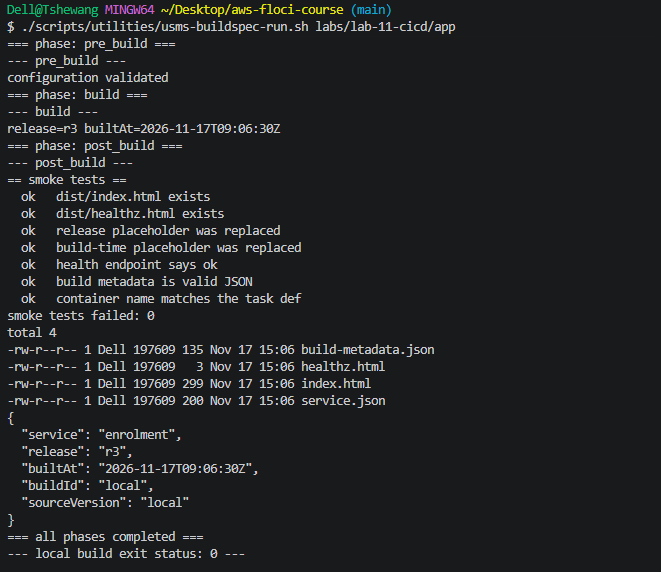 Dell@Tshewang MINGW64 ~/Desktop/aws-floci-course (main)
$ ./scripts/utilities/usms-buildspec-run.sh labs/lab-11-cicd/app
=== phase: pre_build ===
--- pre_build ---
configuration validated
=== phase: build ===
--- build ---
release=r3 builtAt=2026-11-17T09:06:30Z
=== phase: post_build ===
--- post_build ---
== smoke tests ==
  ok   dist/index.html exists
  ok   dist/healthz.html exists
  ok   release placeholder was replaced
  ok   build-time placeholder was replaced
  ok   health endpoint says ok
  ok   build metadata is valid JSON
  ok   container name matches the task def
smoke tests failed: 0
total 4
-rw-r--r-- 1 Dell 197609 135 Nov 17 15:06 build-metadata.json
-rw-r--r-- 1 Dell 197609   3 Nov 17 15:06 healthz.html
-rw-r--r-- 1 Dell 197609 299 Nov 17 15:06 index.html
-rw-r--r-- 1 Dell 197609 200 Nov 17 15:06 service.json
{
  "service": "enrolment",
  "release": "r3",
  "builtAt": "2026-11-17T09:06:30Z",
  "buildId": "local",
  "sourceVersion": "local"
}
=== all phases completed ===
--- local build exit status: 0 ---